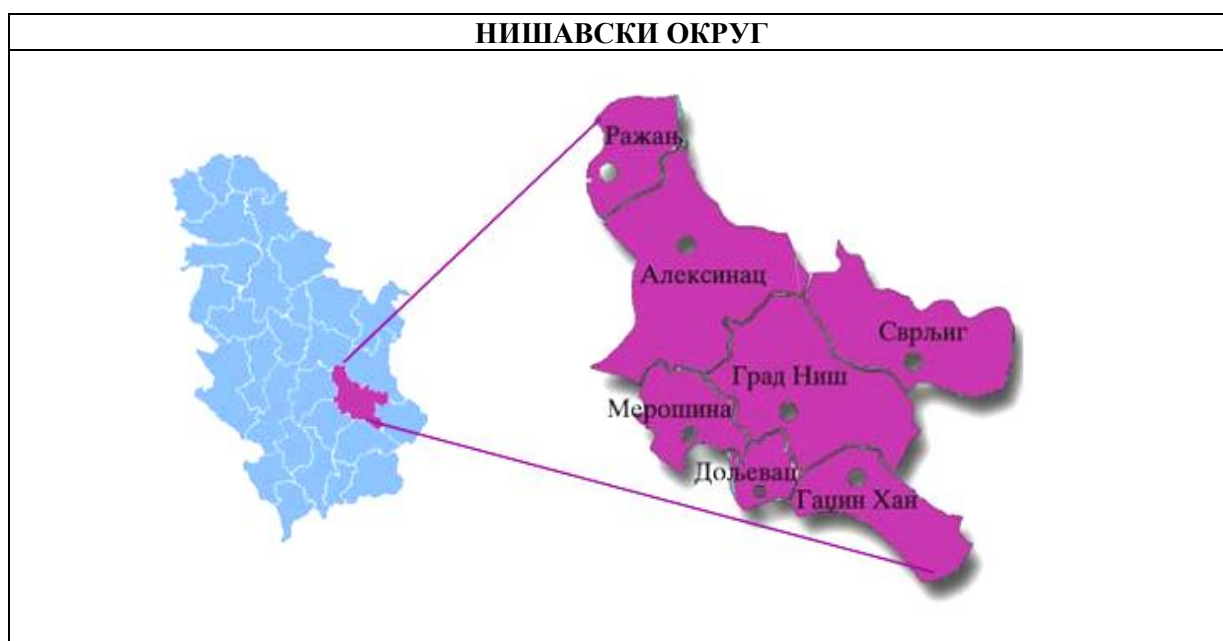 НИШАВСКИ ОКРУГ
Ражањ
Алексинац
Сврљиг
Град Ниш
Мерошина
Дољевац
Гаџин Хан